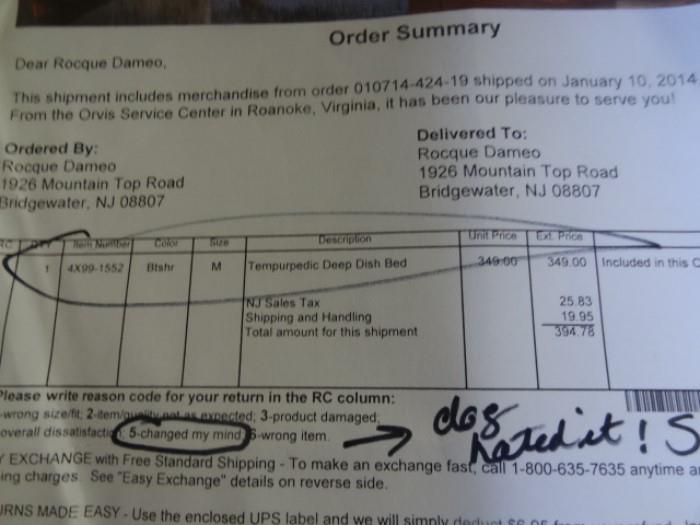 Order Summary
Dear Rocque Dameo,
This shipment includes merchandise from order 010714-424-19 shipped on January 10, 2014
From the Orvis Service Center in Roanoke, Virginia, it has been our pleasure to serve you!
Ordered By:
Rocque Dameo
1926 Mountain Top Road
Bridgewater, NJ 08807
Delivered To:
Rocque Dameo
1926 Mountain Top Road
Bridgewater, NJ 08807
RC QTY Item Number Color Size Description Unit Price Ext. Price
1 4X99-1552 Btshr M Tempurpedic Deep Dish Bed 349.00 349.00 Included in this C
NJ Sales Tax 25.83
Shipping and Handling 19.95
Total amount for this shipment 394.78
Please write reason code for your return in the RC column:
-wrong size/fit; 2-item/quality not as expected; 3-product damaged;
overall dissatisfaction; 5-changed my mind; 6-wrong item.
dog
hated it! S
Y EXCHANGE with Free Standard Shipping - To make an exchange fast, call 1-800-635-7635 anytime a
ing charges. See "Easy Exchange" details on reverse side.
URNS MADE EASY - Use the enclosed UPS label and we will simply deduct $6.95 from